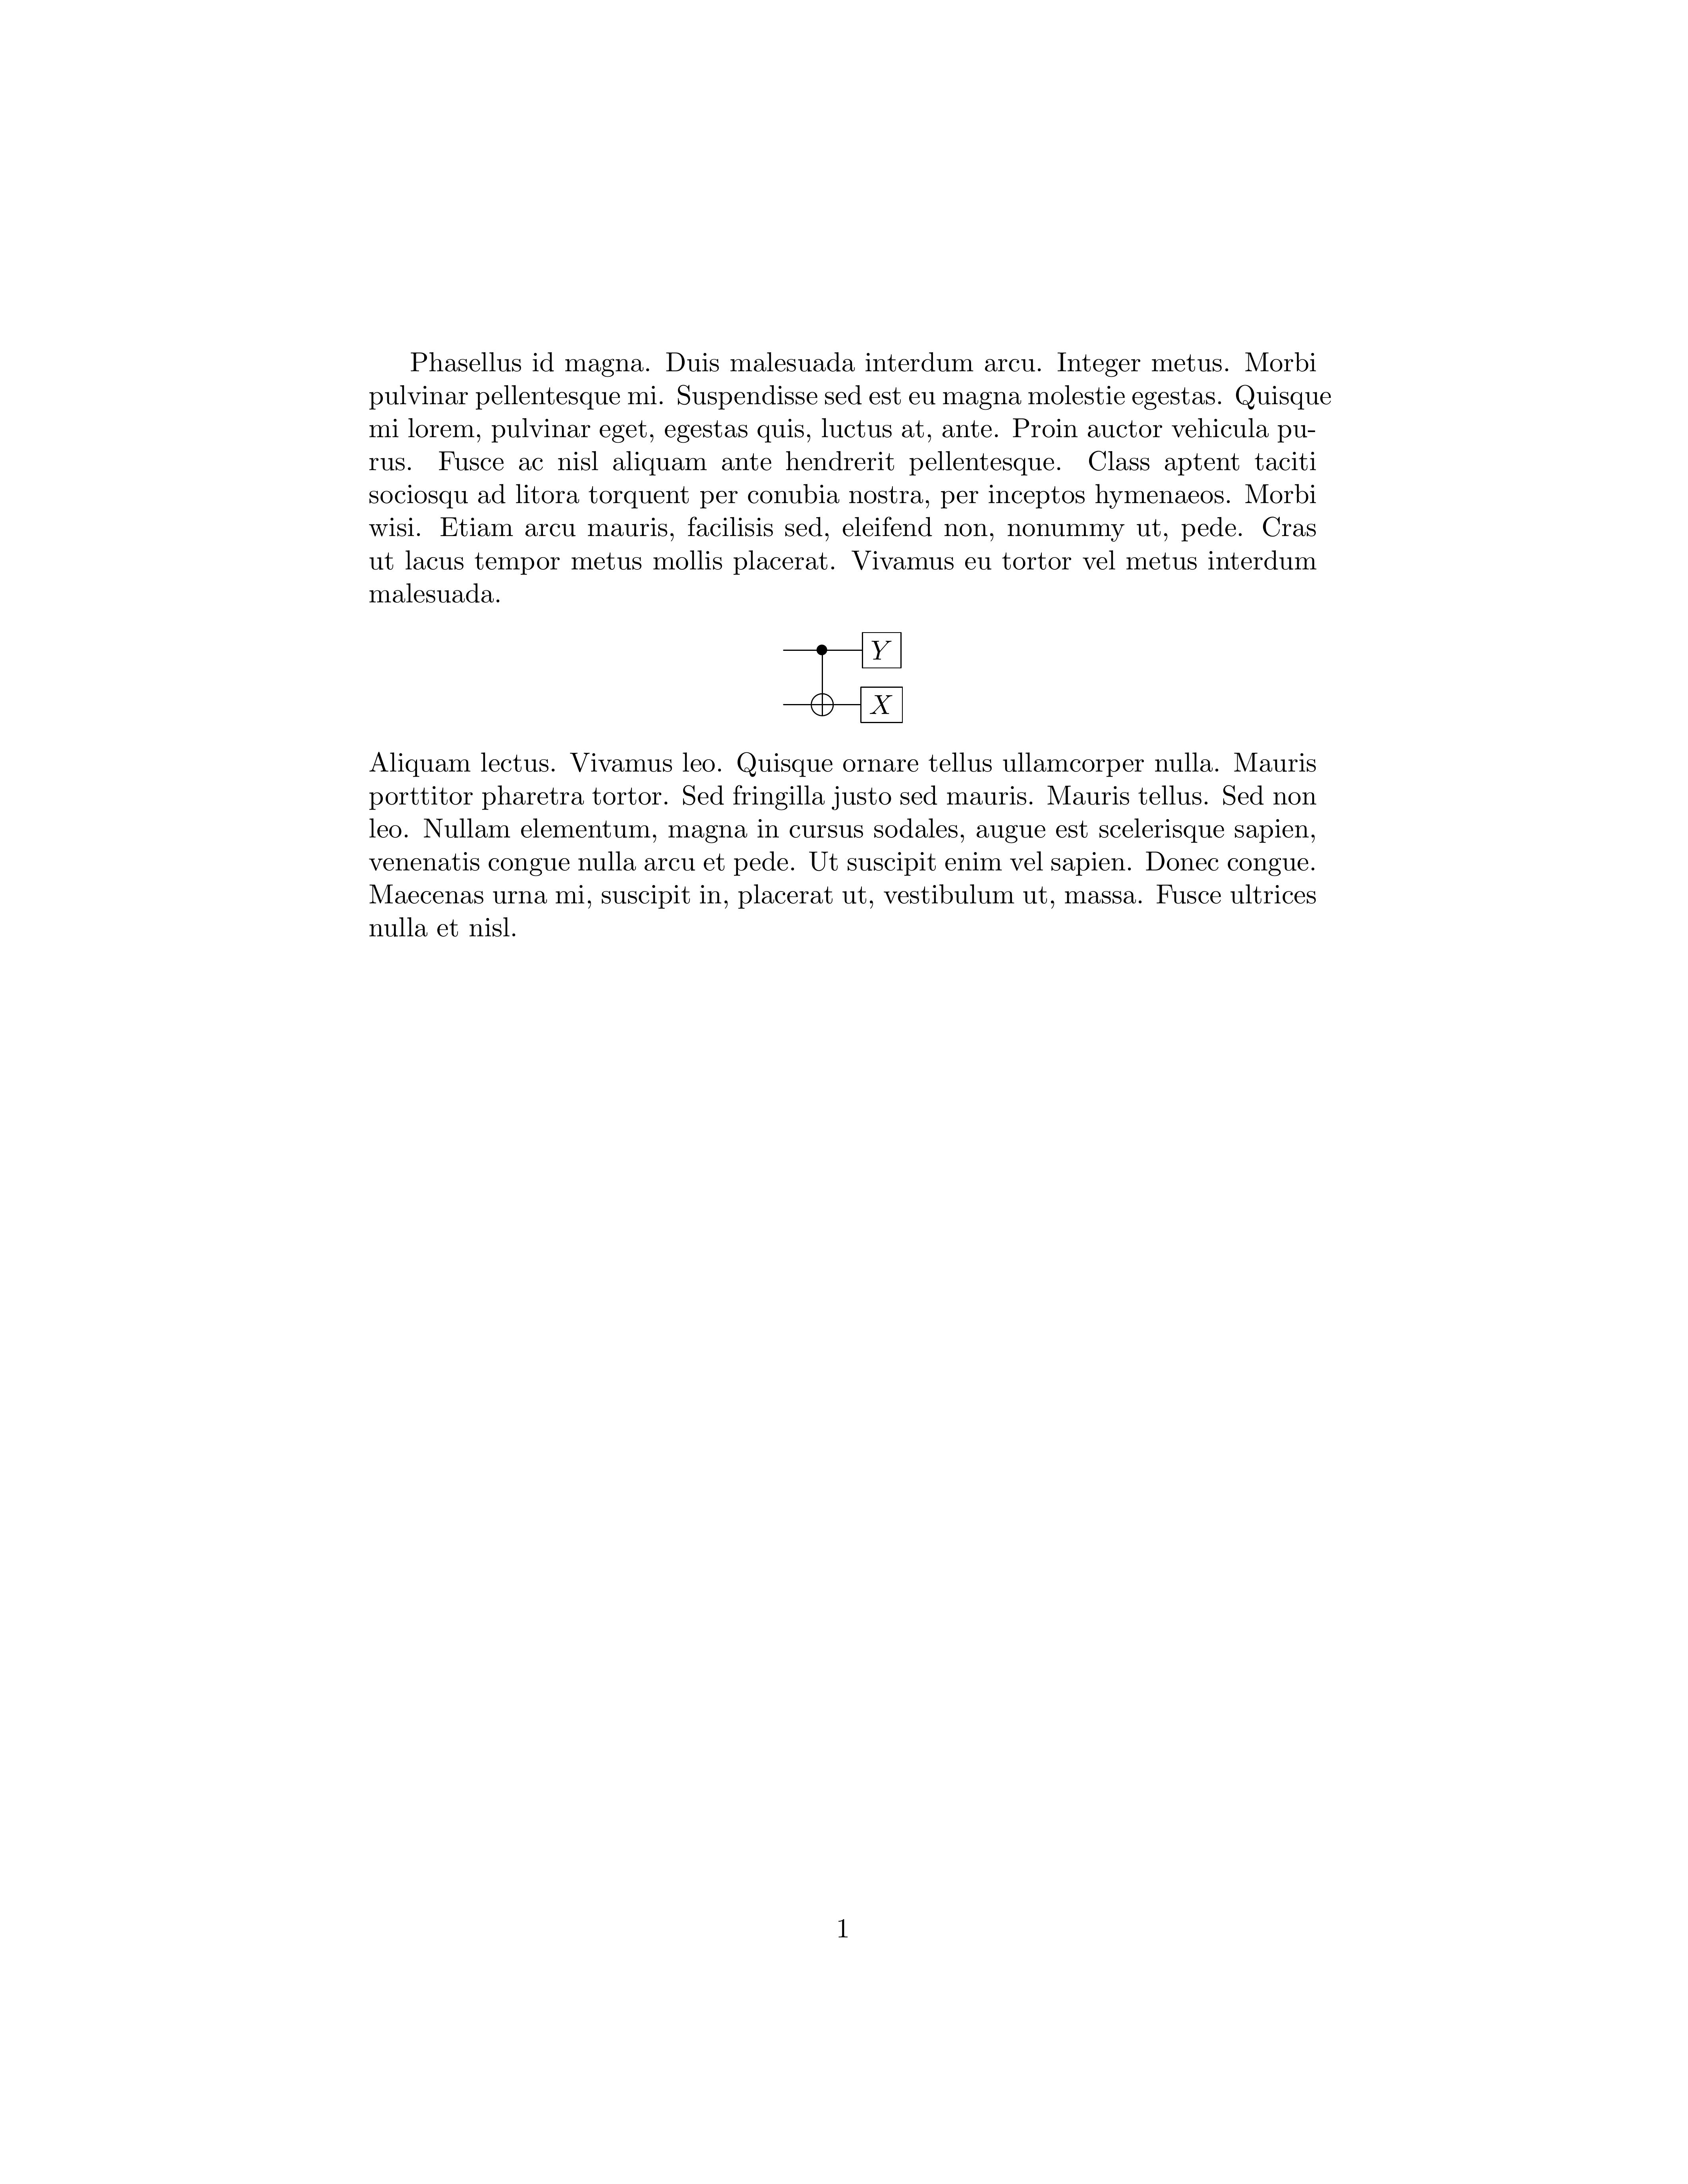 Phasellus id magna. Duis malesuada interdum arcu. Integer metus. Morbi
pulvinar pellentesque mi. Suspendisse sed est eu magna molestie egestas. Quisque
mi lorem, pulvinar eget, egestas quis, luctus at, ante. Proin auctor vehicula pu-
rus. Fusce ac nisl aliquam ante hendrerit pellentesque. Class aptent taciti
sociosqu ad litora torquent per conubia nostra, per inceptos hymenaeos. Morbi
wisi. Etiam arcu mauris, facilisis sed, eleifend non, nonummy ut, pede. Cras
ut lacus tempor metus mollis placerat. Vivamus eu tortor vel metus interdum
malesuada.
Y
X
Aliquam lectus. Vivamus leo. Quisque ornare tellus ullamcorper nulla. Mauris
porttitor pharetra tortor. Sed fringilla justo sed mauris. Mauris tellus. Sed non
leo. Nullam elementum, magna in cursus sodales, augue est scelerisque sapien,
venenatis congue nulla arcu et pede. Ut suscipit enim vel sapien. Donec congue.
Maecenas urna mi, suscipit in, placerat ut, vestibulum ut, massa. Fusce ultrices
nulla et nisl.
1